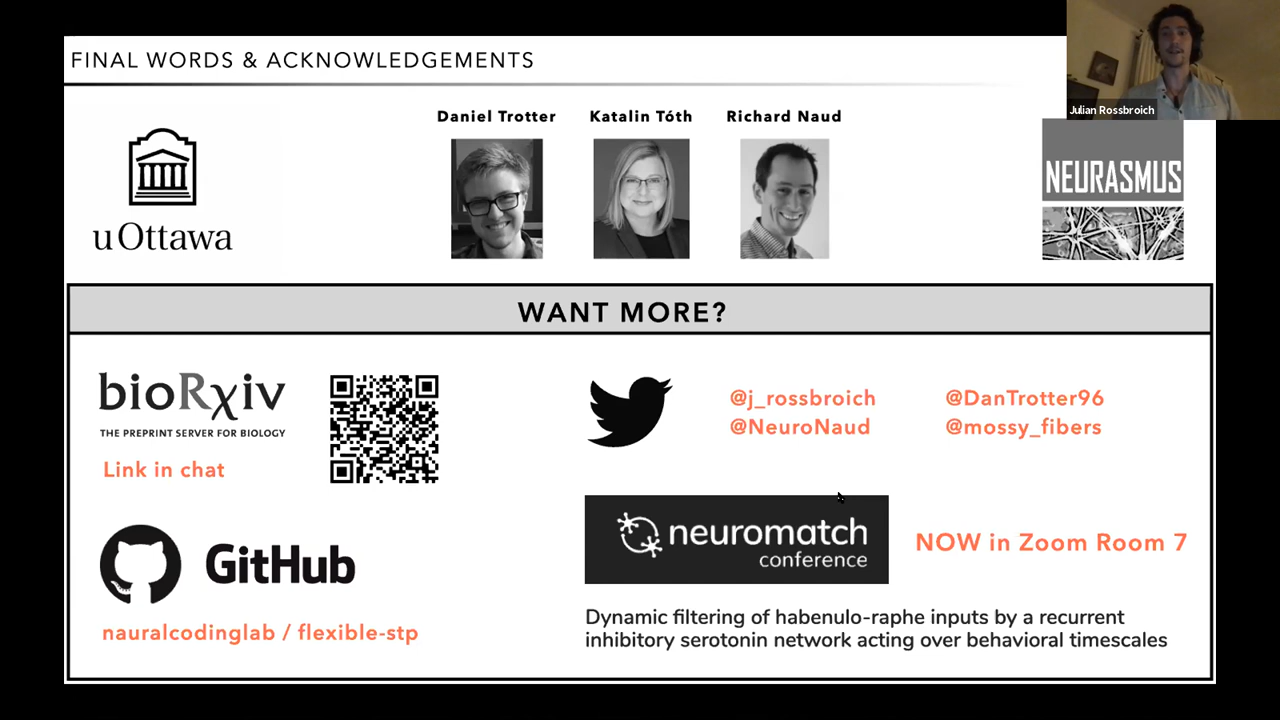 FINAL WORDS & ACKNOWLEDGEMENTS
Julian Rossbroich
Daniel Trotter
Katalin Tóth
Richard Naud
uOttawa
NEURASMUS
WANT MORE?
bioRχiv
THE PREPRINT SERVER FOR BIOLOGY
Link in chat
@j_rossbroich
@DanTrotter96
@NeuroNaud
@mossy_fibers
GitHub
nauralcodinglab / flexible-stp
neuromatch
conference
NOW in Zoom Room 7
Dynamic filtering of habenulo-raphe inputs by a recurrent
inhibitory serotonin network acting over behavioral timescales